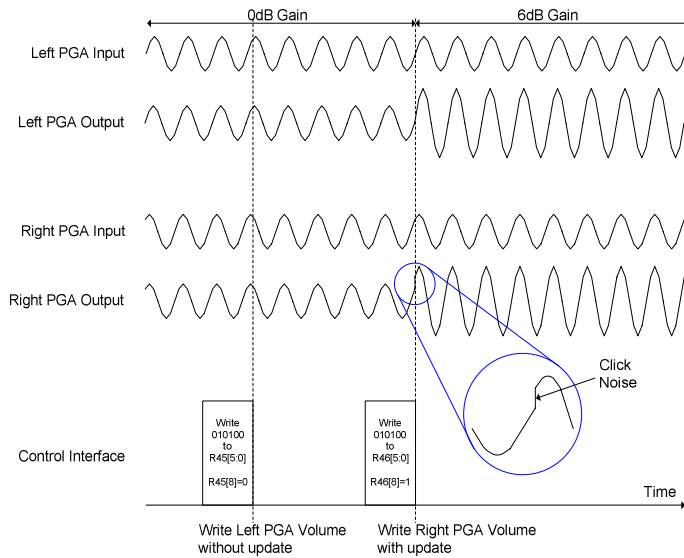 0dB Gain
6dB Gain
Left PGA Input
Left PGA Output
Right PGA Input
Right PGA Output
Click
Noise
Control Interface
Write
010100
to
R45[5:0]
R45[8]=0
Write
010100
to
R46[5:0]
R46[8]=1
Time
Write Left PGA Volume
without update
Write Right PGA Volume
with update